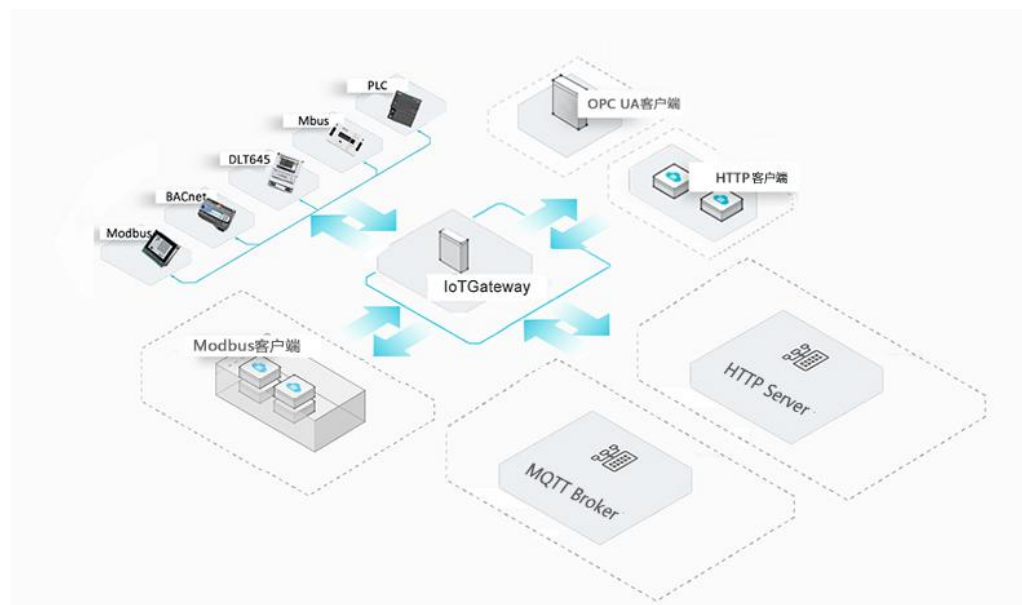 PLC
Mbus
DLT645
BACnet
Modbus
OPC UA客户端
HTTP客户端
IoTGateway
Modbus客户端
HTTP Server
MQTT Broker